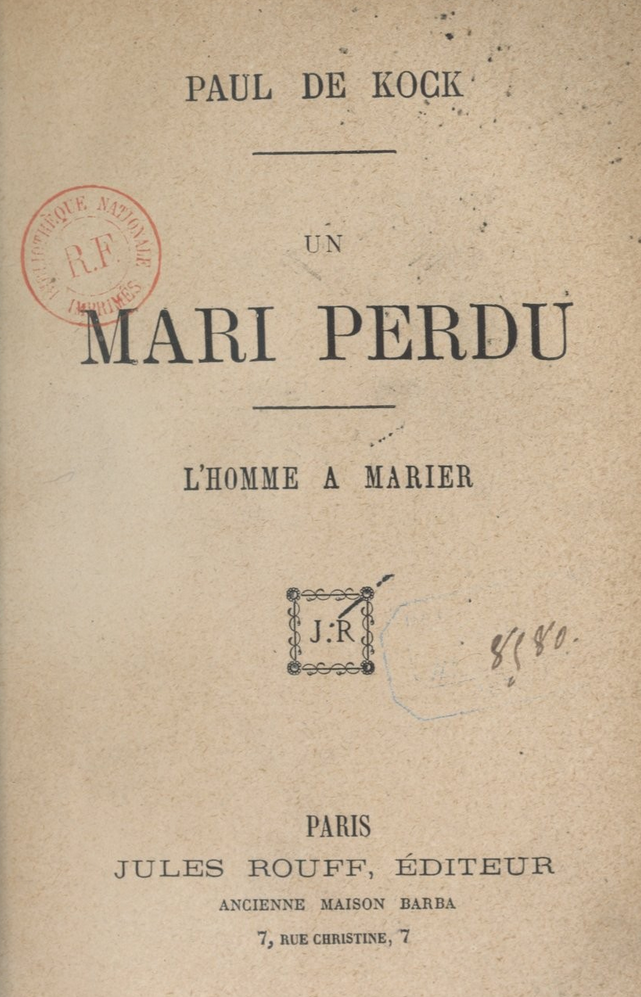 PAUL DE KOCK
BIBLIOTHÈQUE NATIONALE
R.F.
IMPRIMÉS
UN
MARI PERDU
L'HOMME A MARIER
J.R
PARIS
JULES ROUFF, ÉDITEUR
ANCIENNE MAISON BARBA
7, RUE CHRISTINE, 7